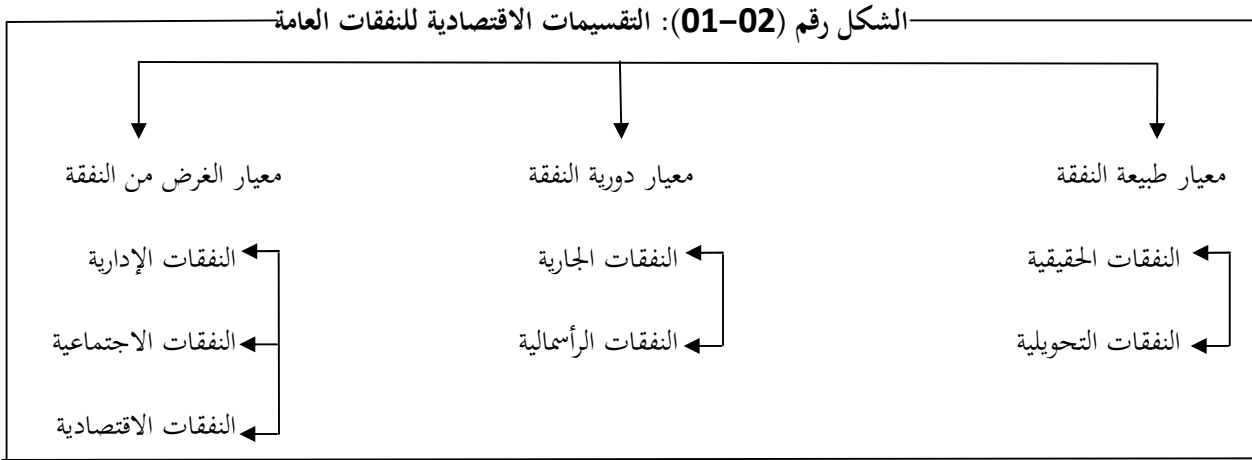 الشكل رقم (02-01): التقسيمات الاقتصادية للنفقات العامة
معيار طبيعة النفقة
معيار دورية النفقة
معيار الغرض من النفقة
النفقات الحقيقية
النفقات الجارية
النفقات الإدارية
النفقات التحويلية
النفقات الرأسمالية
النفقات الاجتماعية
النفقات الاقتصادية